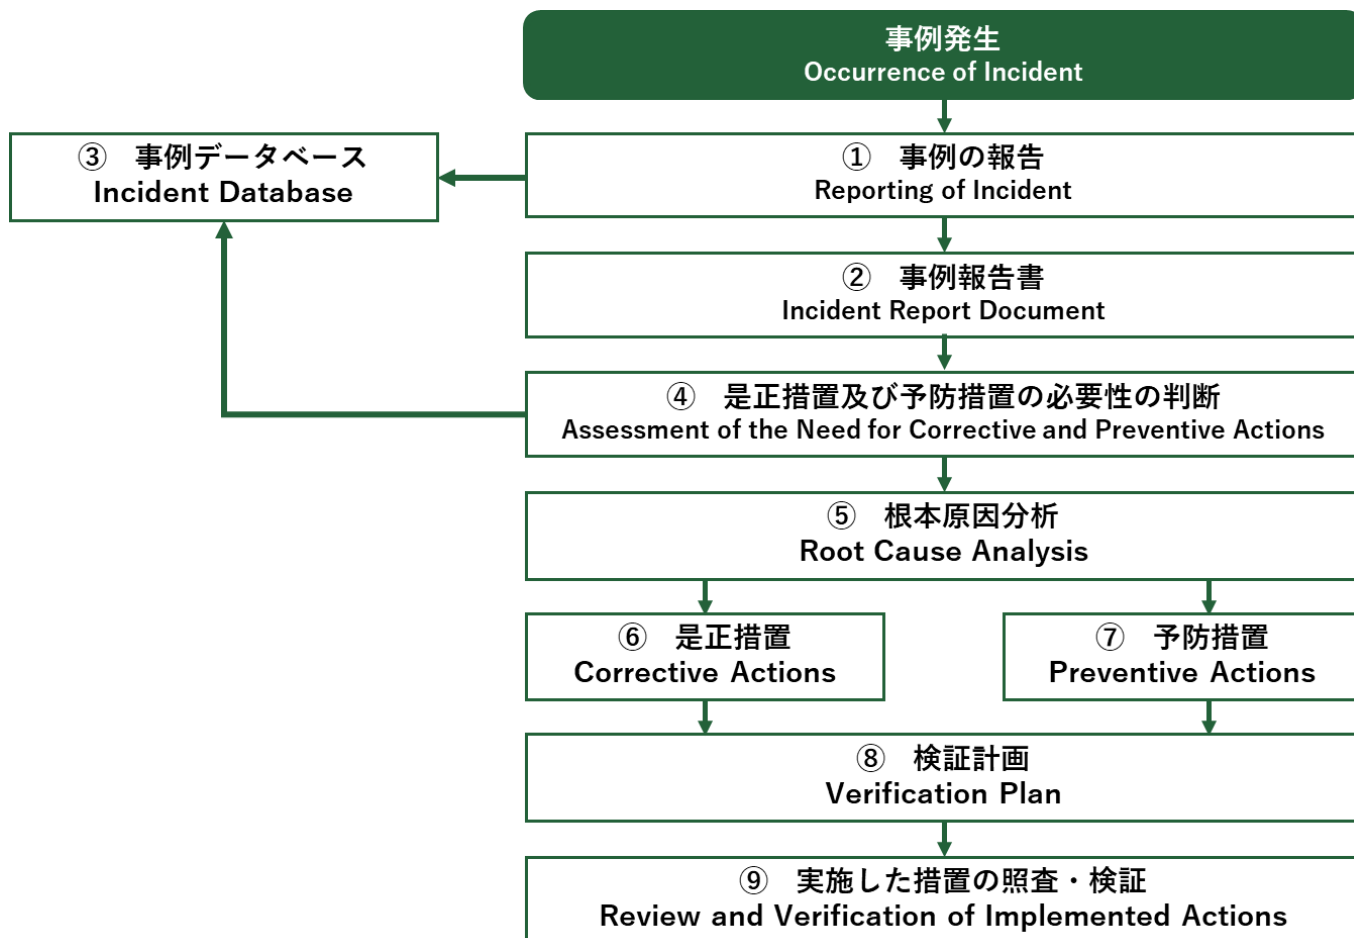 事例発生
Occurrence of Incident
① 事例の報告
Reporting of Incident
③ 事例データベース
Incident Database
② 事例報告書
Incident Report Document
④ 是正措置及び予防措置の必要性の判断
Assessment of the Need for Corrective and Preventive Actions
⑤ 根本原因分析
Root Cause Analysis
⑥ 是正措置
Corrective Actions
⑦ 予防措置
Preventive Actions
⑧ 検証計画
Verification Plan
⑨ 実施した措置の照査・検証
Review and Verification of Implemented Actions